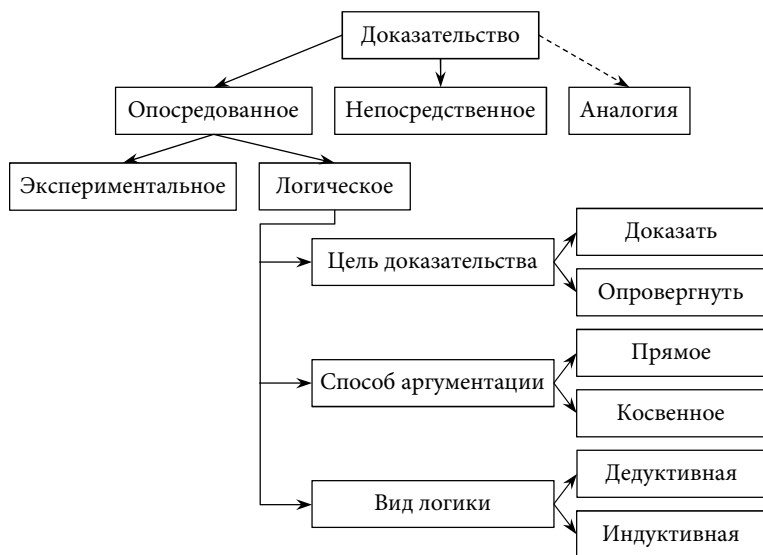 Доказательство
Опосредованное
Непосредственное
Аналогия
Экспериментальное
Логическое
Цель доказательства
Доказать
Опровергнуть
Способ аргументации
Прямое
Косвенное
Вид логики
Дедуктивная
Индуктивная